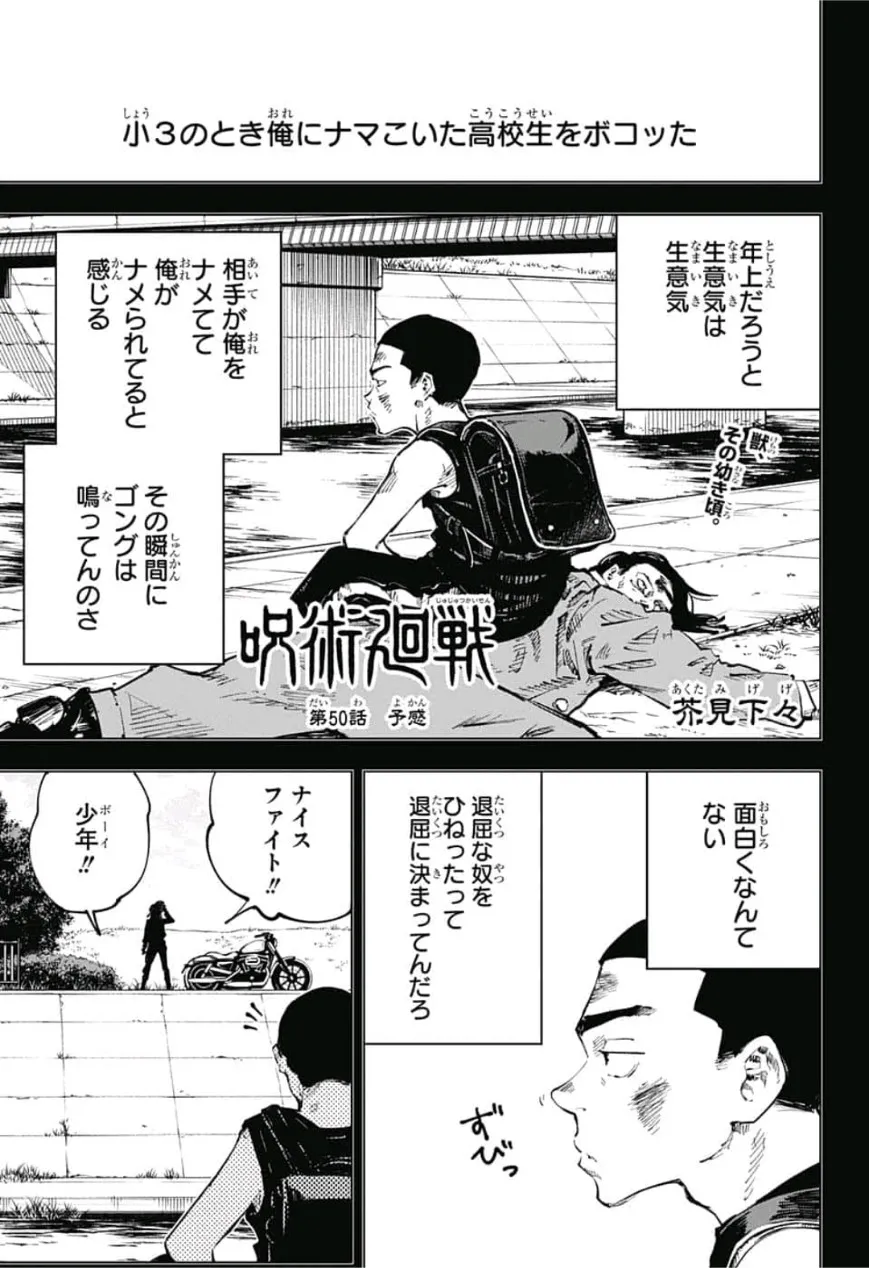 小3のとき俺にナマこいた高校生をボコッた
年上だろうと
生意気は
生意気
獣、
その幼き頃。
相手が俺を
ナメてて
俺が
ナメられてると
感じる
その瞬間に
ゴングは
鳴ってんのさ
呪術廻戦
第50話 予感
芥見下々
面白くなんて
ない
退屈な奴を
ひねったって
退屈に決まってんだろ
ずびっ
ナイス
ファイト!!
少年!!